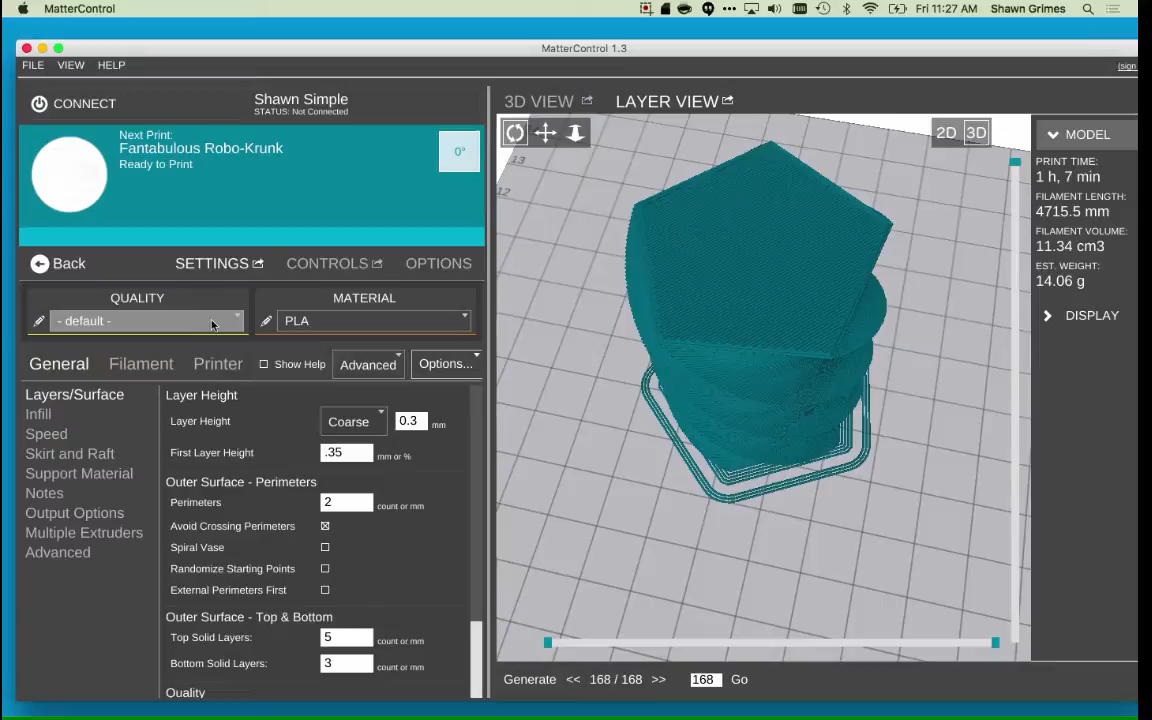 MatterControl
Fri 11:27 AM Shawn Grimes
MatterControl 1.3
FILE VIEW HELP
(sign
CONNECT
Shawn Simple
STATUS: Not Connected
Next Print:
Fantabulous Robo-Krunk
Ready to Print
0°
Back SETTINGS CONTROLS OPTIONS
QUALITY MATERIAL
- default - PLA
General Filament Printer Show Help Advanced Options...
Layers/Surface
Infill
Speed
Skirt and Raft
Support Material
Notes
Output Options
Multiple Extruders
Advanced
Layer Height
Layer Height Coarse 0.3 mm
First Layer Height .35 mm or %
Outer Surface - Perimeters
Perimeters 2 count or mm
Avoid Crossing Perimeters
Spiral Vase
Randomize Starting Points
External Perimeters First
Outer Surface - Top & Bottom
Top Solid Layers: 5 count or mm
Bottom Solid Layers: 3 count or mm
Quality
3D VIEW LAYER VIEW
2D 3D
13
12
Generate << 168 / 168 >> 168 Go
MODEL
PRINT TIME:
1 h, 7 min
FILAMENT LENGTH:
4715.5 mm
FILAMENT VOLUME:
11.34 cm3
EST. WEIGHT:
14.06 g
DISPLAY